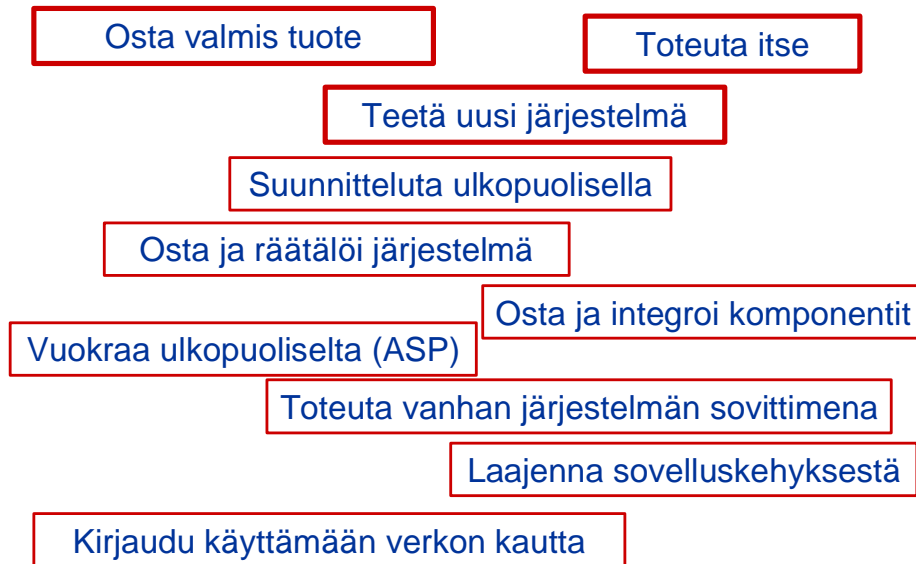 Osta valmis tuote
Toteuta itse
Teetä uusi järjestelmä
Suunnitteluta ulkopuolisella
Osta ja räätälöi järjestelmä
Osta ja integroi komponentit
Vuokraa ulkopuoliselta (ASP)
Toteuta vanhan järjestelmän sovittimena
Laajenna sovelluskehyksestä
Kirjaudu käyttämään verkon kautta